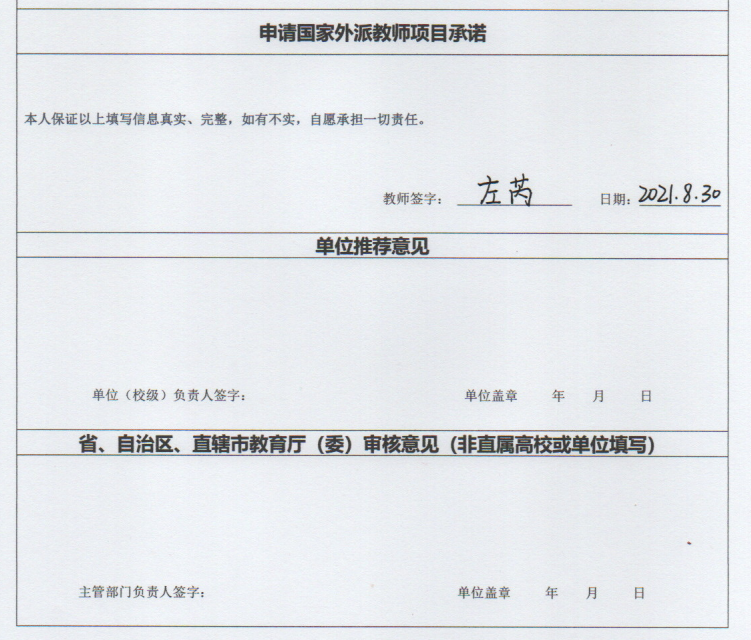 申请国家外派教师项目承诺
本人保证以上填写信息真实、完整，如有不实，自愿承担一切责任。
教师签字： 左芮 日期：2021.8.30
单位推荐意见
单位（校级）负责人签字： 单位盖章 年 月 日
省、自治区、直辖市教育厅（委）审核意见（非直属高校或单位填写）
主管部门负责人签字： 单位盖章 年 月 日